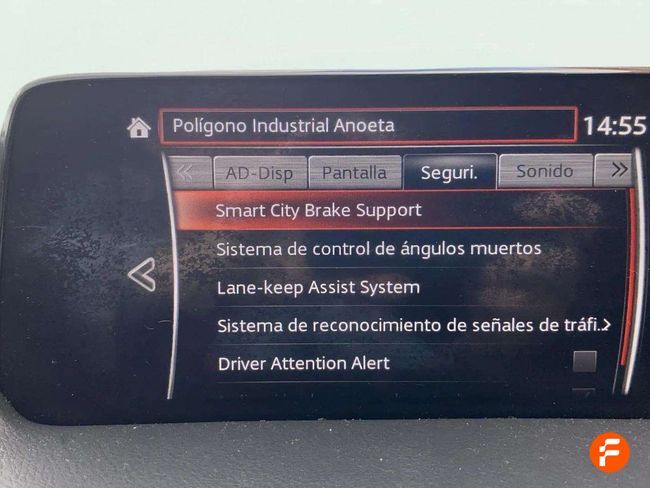 Polígono Industrial Anoeta
14:55
AD-Disp
Pantalla
Seguri.
Sonido
Smart City Brake Support
Sistema de control de ángulos muertos
Lane-keep Assist System
Sistema de reconocimiento de señales de tráfi.
Driver Attention Alert